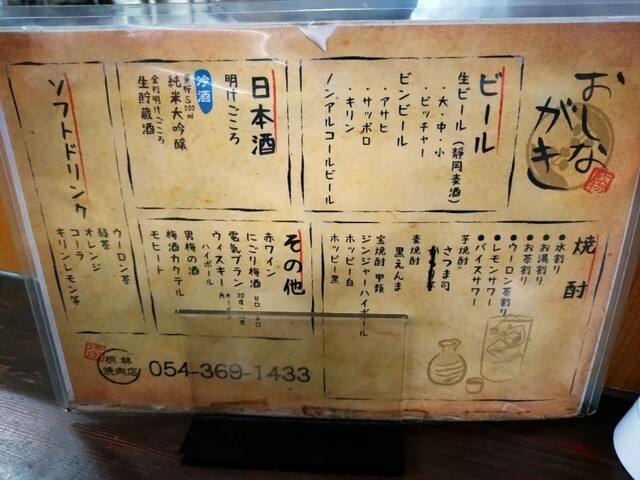 おしながき
ビール
生ビール（静岡麦酒）
・大・中・小
・ピッチャー
ビンビール
・アサヒ
・サッポロ
・キリン
ノンアルコールビール
日本酒
明けごころ
冷酒
純米大吟醸
生貯蔵酒
ソフトドリンク
ウーロン茶
緑茶
オレンジ
コーラ
キリンレモン等
焼酎
●水割り
●お湯割り
●お茶割り
●ウーロン茶割り
●レモンサワー
●バイスサワー
芋焼酎
さつま司
麦焼酎
黒えんま
宝焼酎 甲類
ジンジャーハイボール
ホッピー白
ホッピー黒
その他
赤ワイン
にごり梅酒 甘口・辛口
電気ブラン
ウィスキー 角
ハイボール
男梅の酒
梅酒カクテル
モヒート
焼肉店
054-369-1433